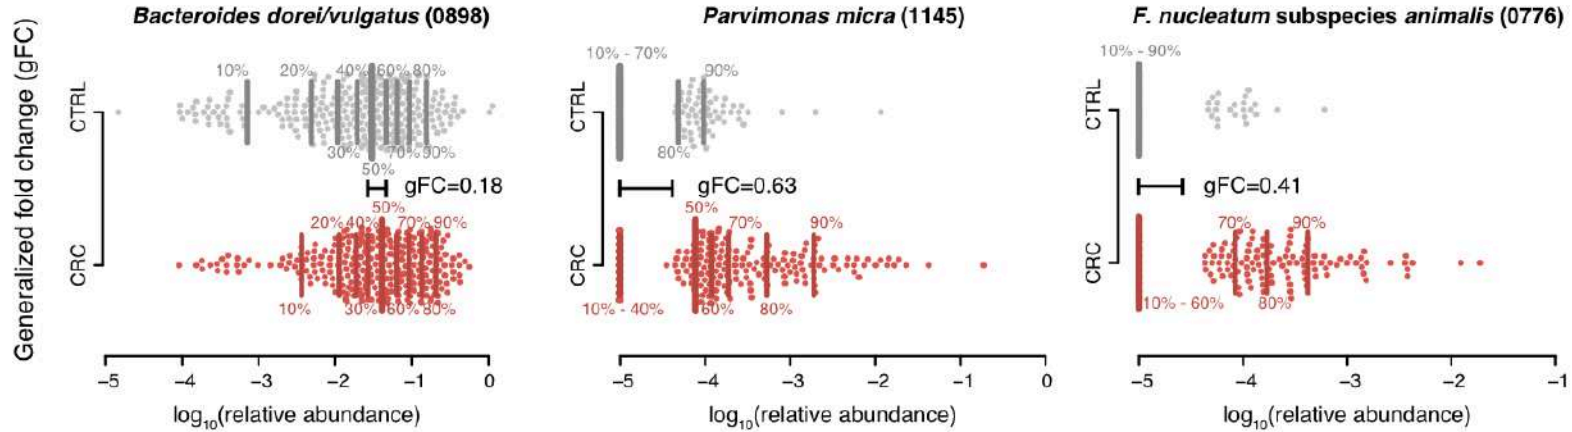 Generalized fold change (gFC)
Bacteroides dorei/vulgatus (0898)
CTRL
10% 20% 40% 60% 80%
30% 70% 90%
50%
gFC=0.18
CRC
50%
20% 40% 70% 90%
10% 30% 60% 80%
−5 −4 −3 −2 −1 0
log10(relative abundance)
Parvimonas micra (1145)
CTRL
10% - 70%
90%
80%
gFC=0.63
CRC
50%
70% 90%
10% - 40% 60% 80%
−5 −4 −3 −2 −1 0
log10(relative abundance)
F. nucleatum subspecies animalis (0776)
CTRL
10% - 90%
gFC=0.41
CRC
70% 90%
10% - 60% 80%
−5 −4 −3 −2 −1
log10(relative abundance)